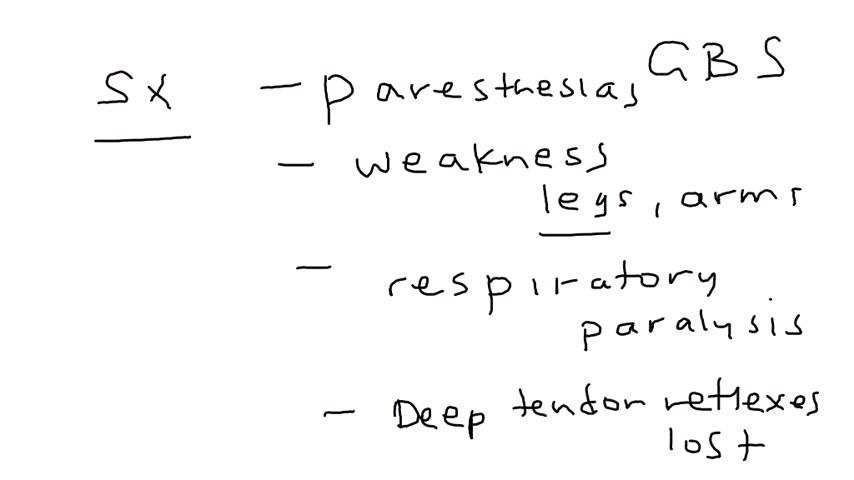 GBS
Sx - paresthesias
- weakness
legs, arms
- respiratory
paralysis
- Deep tendon reflexes
lost